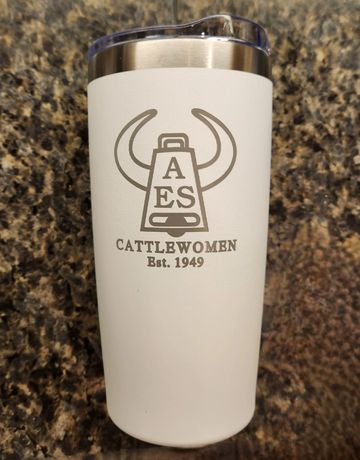 A
ES
CATTLEWOMEN
Est. 1949